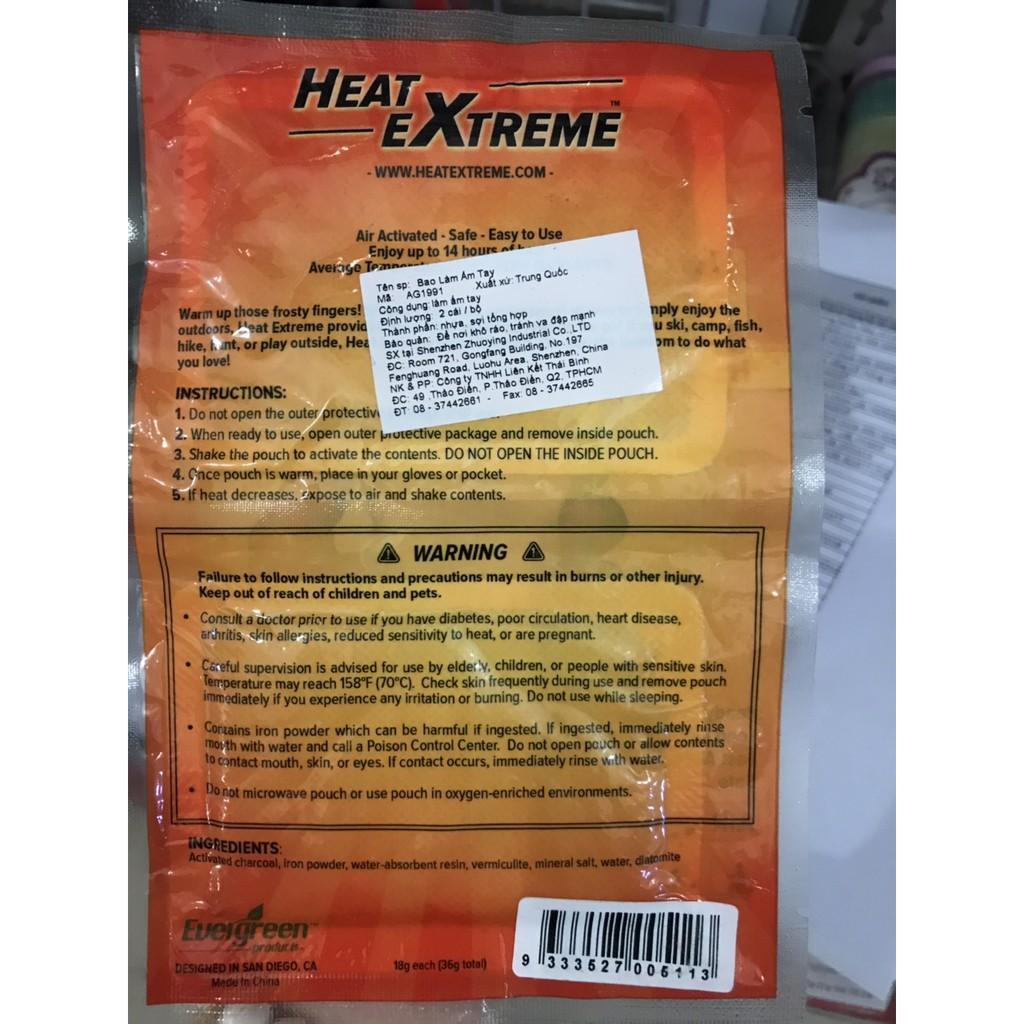 HEAT
EXTREME™
- WWW.HEATEXTREME.COM -
Air Activated - Safe - Easy to Use
Enjoy up to 14 hours of
Average
Tên sp: Bao Làm Ấm Tay
Mã: AG1991 Xuất xứ: Trung Quốc
Công dụng: làm ấm tay
Định lượng: 2 cái / bộ
Thành phần: nhựa, sợi tổng hợp
Bảo quản: Để nơi khô ráo, tránh va đập mạnh
SX tại Shenzhen Zhuoying Industrial Co.,LTD
ĐC: Room 721, Gongfang Building, No.197
Fenghuang Road, Luohu Area, Shenzhen, China
NK & PP: Công ty TNHH Liên Kết Thái Bình
ĐC: 49 Thảo Điền, P.Thảo Điền, Q2, TPHCM
ĐT: 08 - 37442661 - Fax: 08 - 37442665
Warm up those frosty fingers! mply enjoy the
outdoors, Heat Extreme provid u ski, camp, fish,
hike, hunt, or play outside, Hea om to do what
you love!
INSTRUCTIONS:
1. Do not open the outer protectiv
2. When ready to use, open outer protective package and remove inside pouch.
3. Shake the pouch to activate the contents. DO NOT OPEN THE INSIDE POUCH.
4. Once pouch is warm, place in your gloves or pocket.
5. If heat decreases, expose to air and shake contents.
WARNING
Failure to follow instructions and precautions may result in burns or other injury.
Keep out of reach of children and pets.
• Consult a doctor prior to use if you have diabetes, poor circulation, heart disease,
arthritis, skin allergies, reduced sensitivity to heat, or are pregnant.
• Careful supervision is advised for use by elderly, children, or people with sensitive skin.
Temperature may reach 158°F (70°C). Check skin frequently during use and remove pouch
immediately if you experience any irritation or burning. Do not use while sleeping.
• Contains iron powder which can be harmful if ingested. If ingested, immediately rinse
mouth with water and call a Poison Control Center. Do not open pouch or allow contents
to contact mouth, skin, or eyes. If contact occurs, immediately rinse with water.
• Do not microwave pouch or use pouch in oxygen-enriched environments.
INGREDIENTS:
Activated charcoal, iron powder, water-absorbent resin, vermiculite, mineral salt, water, diatomite
Evergreen™
products
DESIGNED IN SAN DIEGO, CA
Made In China
18g each (36g total)
9 333527 005113